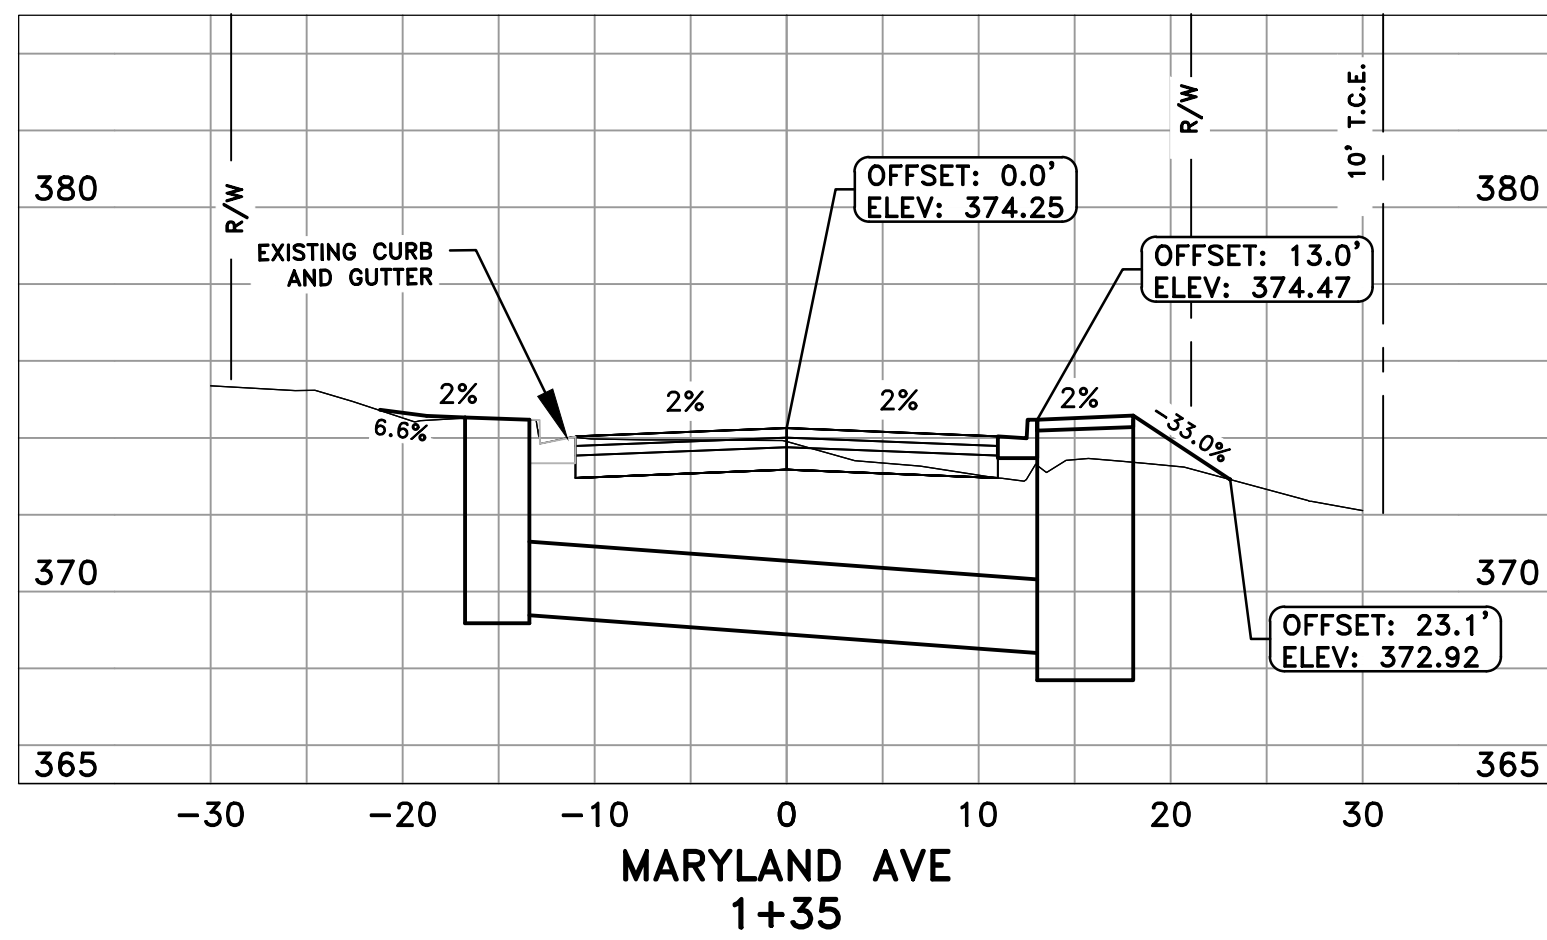 R/W
10' T.C.E.
OFFSET: 0.0'
ELEV: 374.25
380
380
R/W
EXISTING CURB
AND GUTTER
OFFSET: 13.0'
ELEV: 374.47
2%
2%
2%
2%
6.6%
-33.0%
370
370
OFFSET: 23.1'
ELEV: 372.92
365
365
-30
-20
-10
0
10
20
30
MARYLAND AVE
1+35